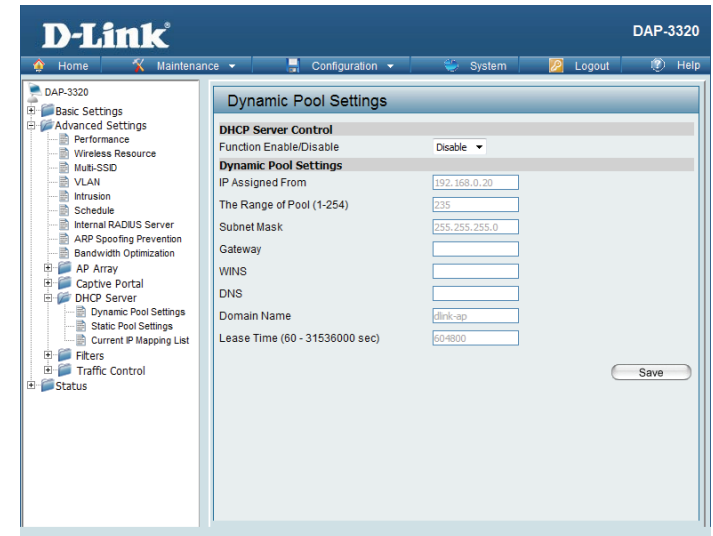 D-Link®
DAP-3320
Home Maintenance Configuration System Logout Help
DAP-3320
Basic Settings
Advanced Settings
Performance
Wireless Resource
Multi-SSID
VLAN
Intrusion
Schedule
Internal RADIUS Server
ARP Spoofing Prevention
Bandwidth Optimization
AP Array
Captive Portal
DHCP Server
Dynamic Pool Settings
Static Pool Settings
Current IP Mapping List
Filters
Traffic Control
Status
Dynamic Pool Settings
DHCP Server Control
Function Enable/Disable Disable
Dynamic Pool Settings
IP Assigned From 192.168.0.20
The Range of Pool (1-254) 235
Subnet Mask 255.255.255.0
Gateway
WINS
DNS
Domain Name dlink-ap
Lease Time (60 - 31536000 sec) 604800
Save